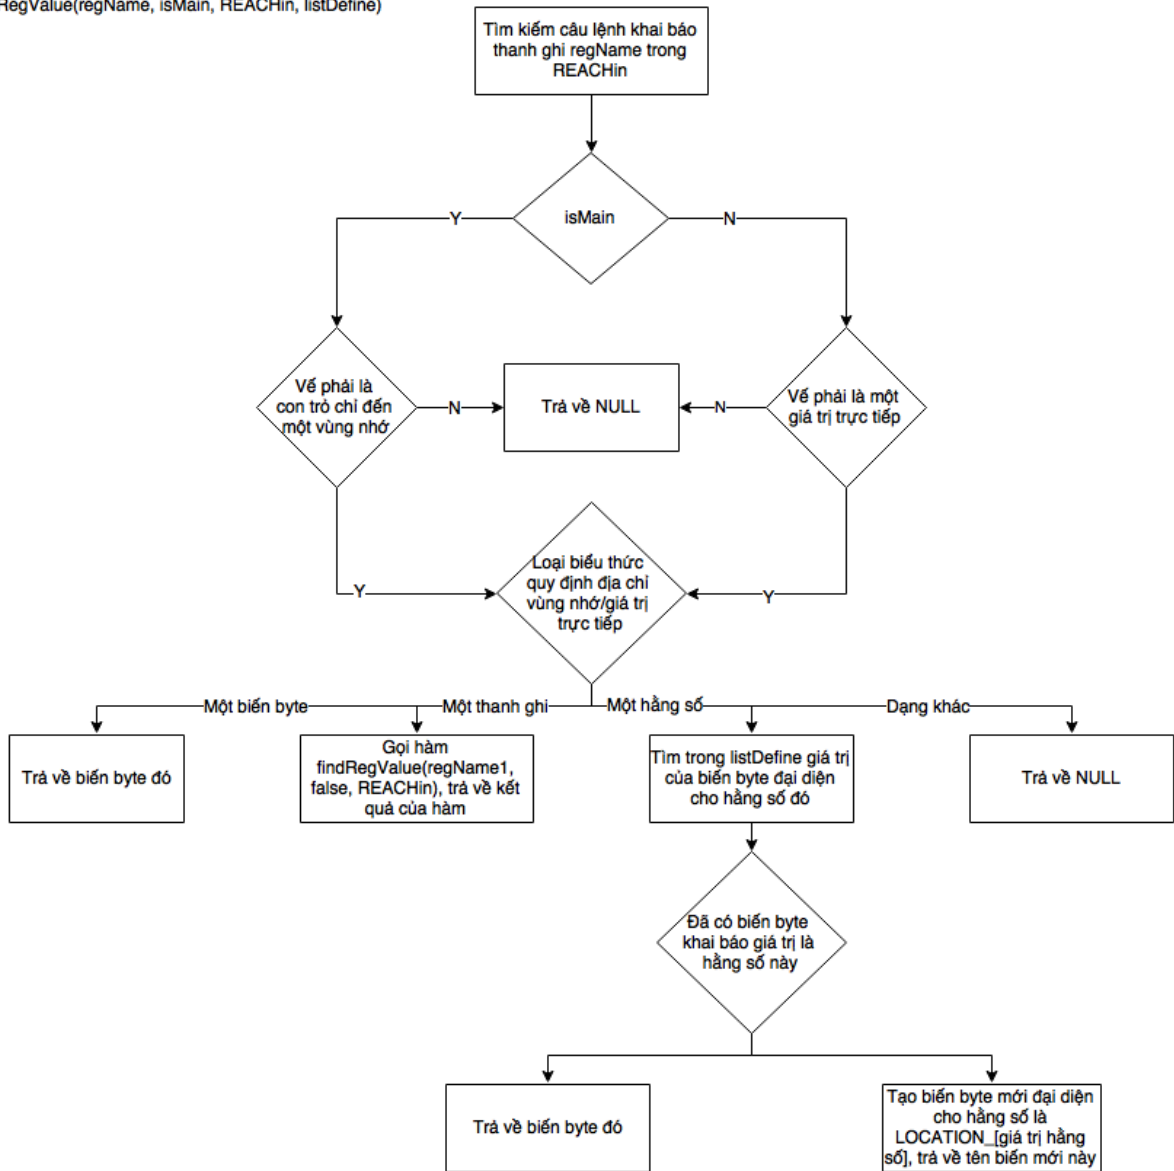 RegValue(regName, isMain, REACHin, listDefine)
Tìm kiếm câu lệnh khai báo
thanh ghi regName trong
REACHin
isMain
Y
N
Vế phải là
con trỏ chỉ đến
một vùng nhớ
N
Trả về NULL
N
Vế phải là một
giá trị trực tiếp
Loại biểu thức
quy định địa chỉ
vùng nhớ/giá trị
trực tiếp
Y
Y
Một biến byte
Một thanh ghi
Một hằng số
Dạng khác
Trả về biến byte đó
Gọi hàm
findRegValue(regName1,
false, REACHin), trả về kết
quả của hàm
Tìm trong listDefine giá trị
của biến byte đại diện
cho hằng số đó
Trả về NULL
Đã có biến byte
khai báo giá trị là
hằng số này
Trả về biến byte đó
Tạo biến byte mới đại diện
cho hằng số là
LOCATION_[giá trị hằng
số], trả về tên biến mới này